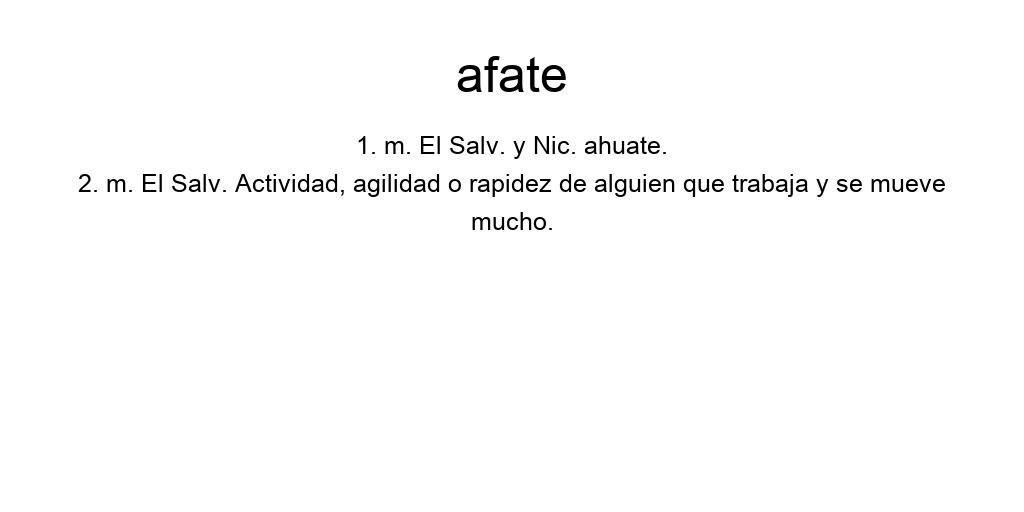 afate
1. m. El Salv. y Nic. ahuate.
2. m. El Salv. Actividad, agilidad o rapidez de alguien que trabaja y se mueve
mucho.